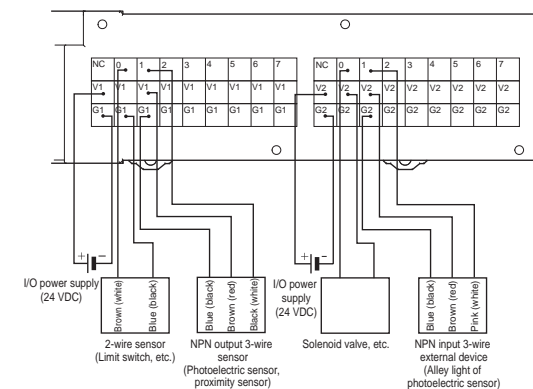 NC 0 1 2 3 4 5 6 7
V1 V1 V1 V1 V1 V1 V1 V1 V1
G1 G1 G1 G1 G1 G1 G1 G1 G1
NC 0 1 2 3 4 5 6 7
V2 V2 V2 V2 V2 V2 V2 V2 V2
G2 G2 G2 G2 G2 G2 G2 G2 G2
+ −
I/O power supply
(24 VDC)
Brown (white)
Blue (black)
2-wire sensor
(Limit switch, etc.)
Blue (black)
Brown (red)
Black (white)
NPN output 3-wire
sensor
(Photoelectric sensor,
proximity sensor)
+ −
I/O power
supply
(24 VDC)
Solenoid valve, etc.
Blue (black)
Brown (red)
Pink (white)
NPN input 3-wire
external device
(Alley light of
photoelectric sensor)